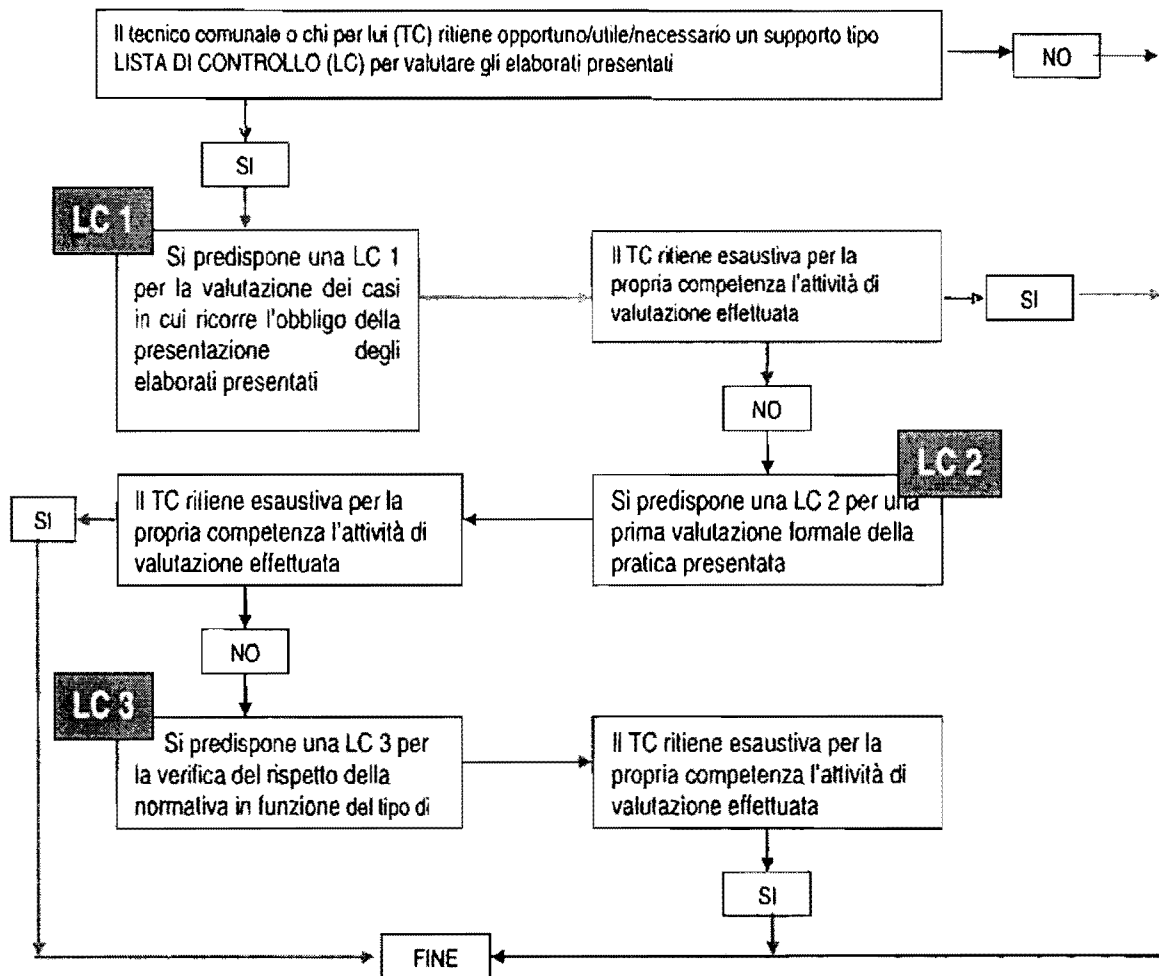 Il tecnico comunale o chi per lui (TC) ritiene opportuno/utile/necessario un supporto tipo
LISTA DI CONTROLLO (LC) per valutare gli elaborati presentati
NO
SI
LC 1
Si predispone una LC 1
per la valutazione dei casi
in cui ricorre l'obbligo della
presentazione degli
elaborati presentati
Il TC ritiene esaustiva per la
propria competenza l'attività di
valutazione effettuata
SI
NO
LC 2
Si predispone una LC 2 per una
prima valutazione formale della
pratica presentata
Il TC ritiene esaustiva per la
propria competenza l'attività di
valutazione effettuata
SI
NO
LC 3
Si predispone una LC 3 per
la verifica del rispetto della
normativa in funzione del tipo di
Il TC ritiene esaustiva per la
propria competenza l'attività di
valutazione effettuata
SI
FINE